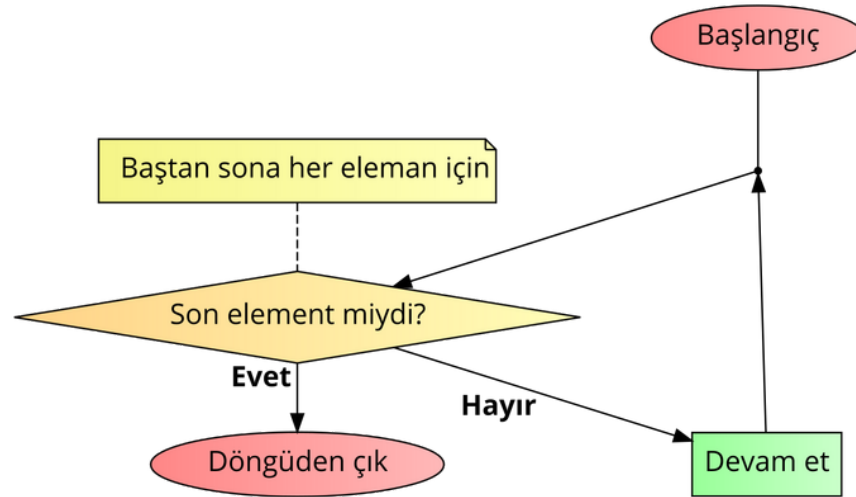 Başlangıç
Baştan sona her eleman için
Son element miydi?
Evet
Hayır
Döngüden çık
Devam et